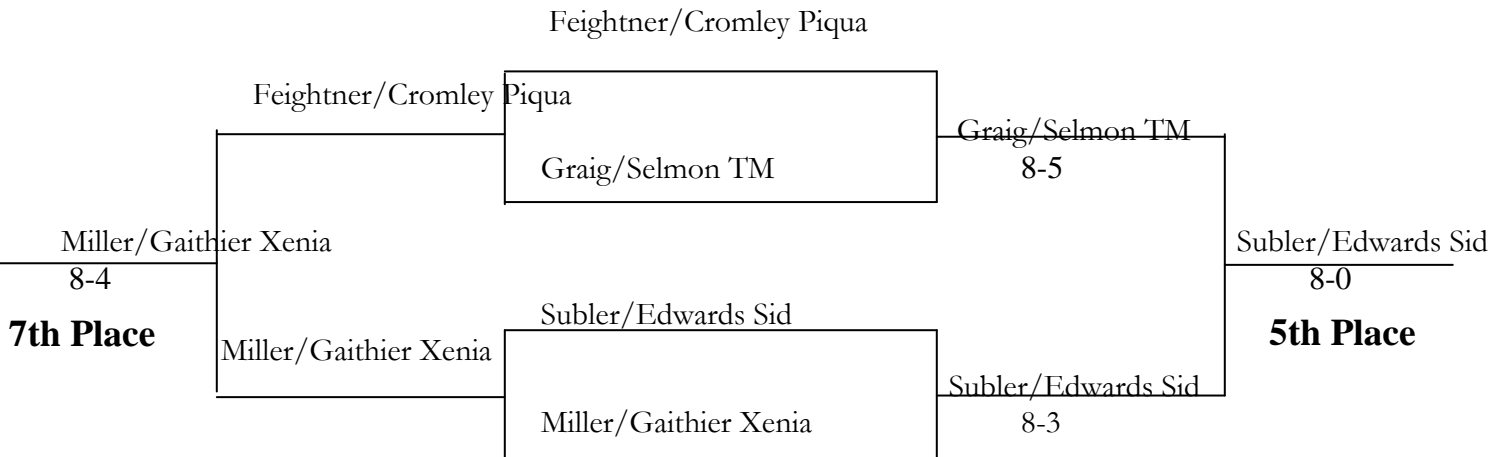 Feightner/Cromley Piqua
Feightner/Cromley Piqua
Graig/Selmon TM
Graig/Selmon TM
8-5
Miller/Gaithier Xenia
8-4
Subler/Edwards Sid
8-0
7th Place
Subler/Edwards Sid
5th Place
Miller/Gaithier Xenia
Subler/Edwards Sid
8-3
Miller/Gaithier Xenia